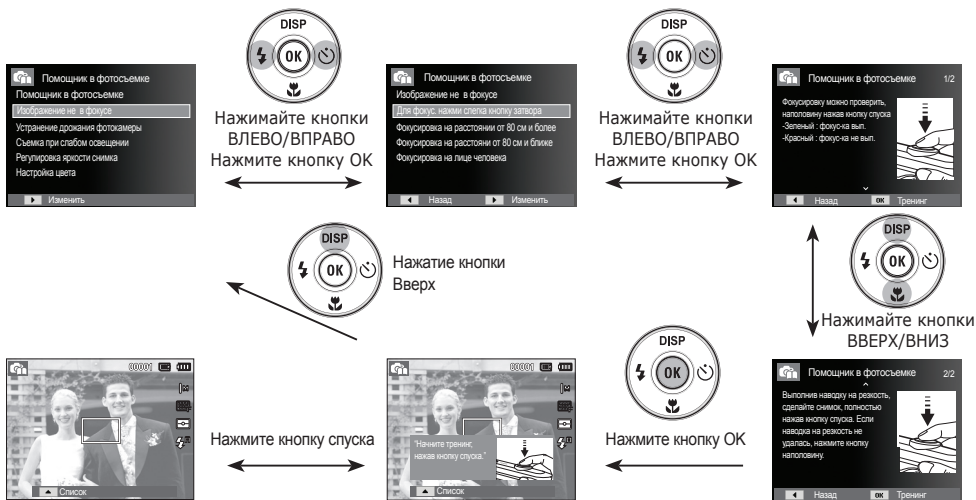 DISP
OK
Нажимайте кнопки
ВЛЕВО/ВПРАВО
Нажмите кнопку OK
Помощник в фотосъемке
Помощник в фотосъемке
Изображение не в фокусе
Устранение дрожания фотокамеры
Съемка при слабом освещении
Регулировка яркости снимка
Настройка цвета
Изменить
Помощник в фотосъемке
Изображение не в фокусе
Для фокус. нажми слегка кнопку затвора
Фокусировка на расстоянии от 80 см и более
Фокусировка на расстояни от 80 см и ближе
Фокусировка на лице человека
Назад Изменить
DISP
OK
Нажимайте кнопки
ВЛЕВО/ВПРАВО
Нажмите кнопку OK
Помощник в фотосъемке 1/2
Фокусировку можно проверить,
наполовину нажав кнопку спуска
-Зеленый : фокус-ка вып.
-Красный : фокус-ка не вып.
Назад OK Тренинг
DISP
OK
Нажатие кнопки
Вверх
DISP
OK
Нажимайте кнопки
ВВЕРХ/ВНИЗ
00001
Список
Нажмите кнопку спуска
00001
"Начните тренинг,
нажав кнопку спуска."
Список
DISP
OK
Нажмите кнопку OK
Помощник в фотосъемке 2/2
Выполнив наводку на резкость,
сделайте снимок, полностью
нажав кнопку спуска. Если
наводка на резкость не
удалась, нажмите кнопку
наполовину.
Назад OK Тренинг